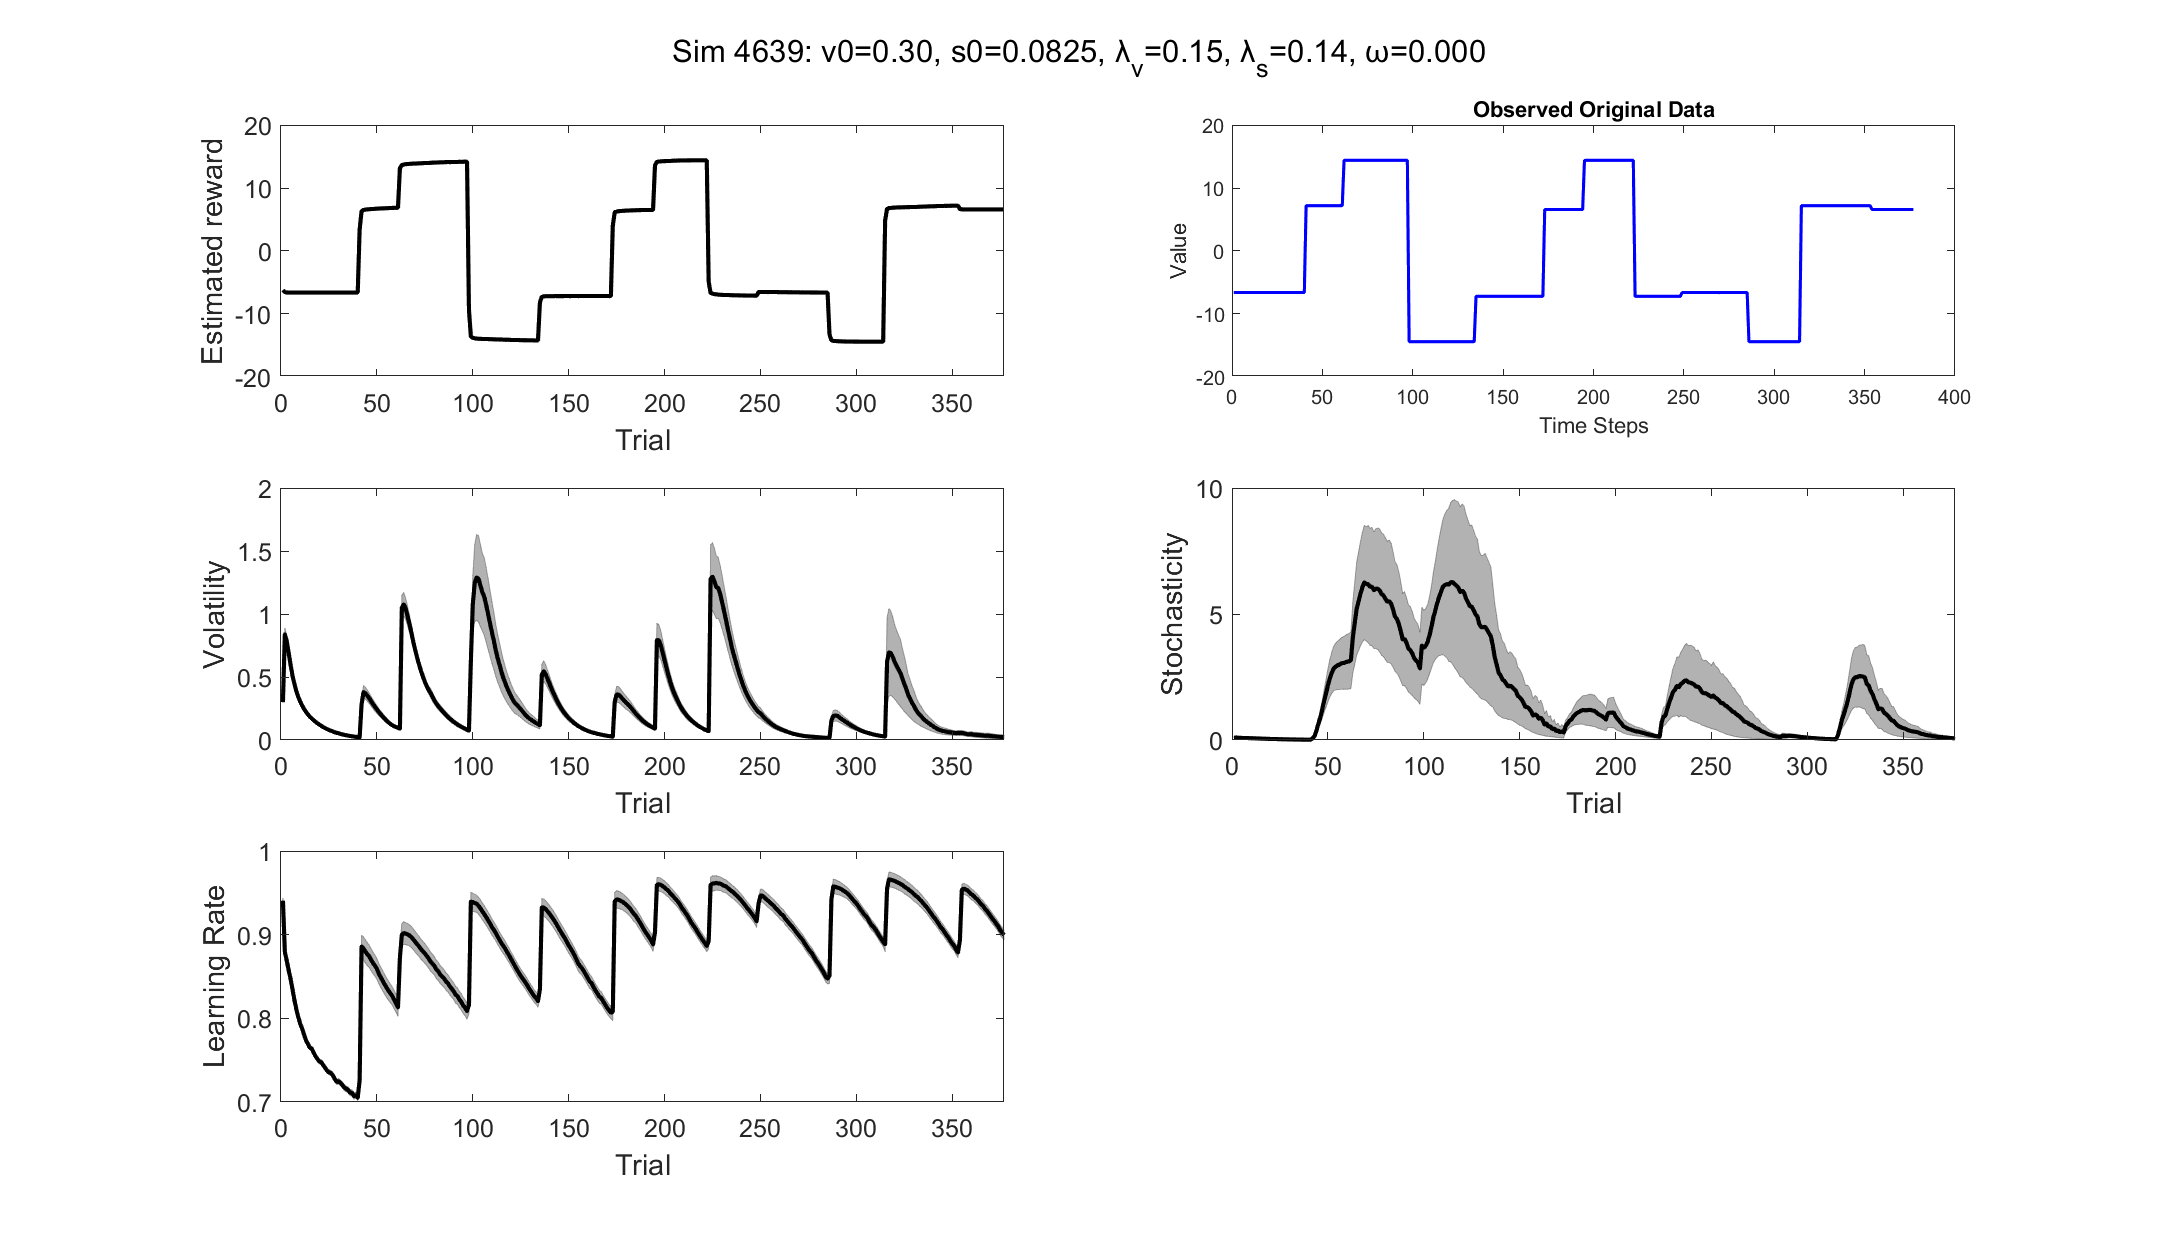 Sim 4639: v0=0.30, s0=0.0825, λ_v=0.15, λ_s=0.14, ω=0.000
Estimated reward
20
10
0
-10
-20
0 50 100 150 200 250 300 350
Trial
Observed Original Data
Value
20
10
0
-10
-20
0 50 100 150 200 250 300 350 400
Time Steps
Volatility
2
1.5
1
0.5
0
0 50 100 150 200 250 300 350
Trial
Stochasticity
10
5
0
0 50 100 150 200 250 300 350
Trial
Learning Rate
1
0.9
0.8
0.7
0 50 100 150 200 250 300 350
Trial